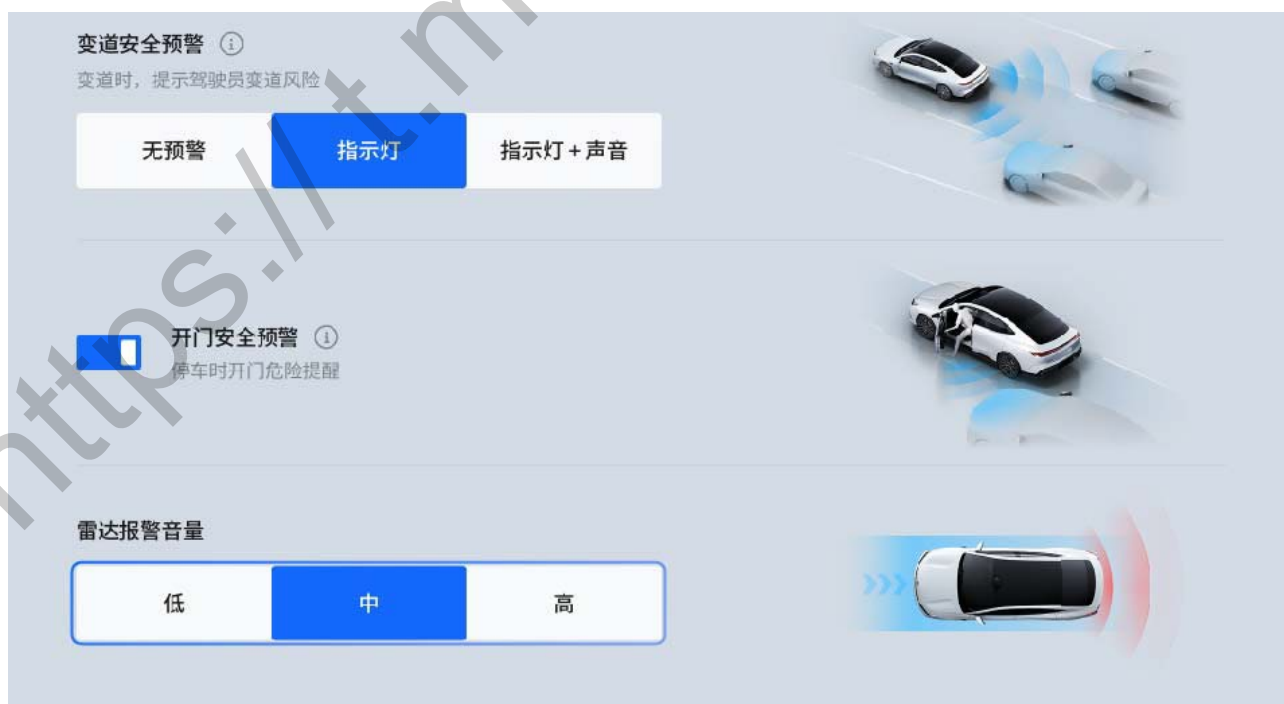 变道安全预警
变道时，提示驾驶员变道风险
无预警 指示灯 指示灯+声音
开门安全预警
停车时开门危险提醒
雷达报警音量
低 中 高
https://t.m